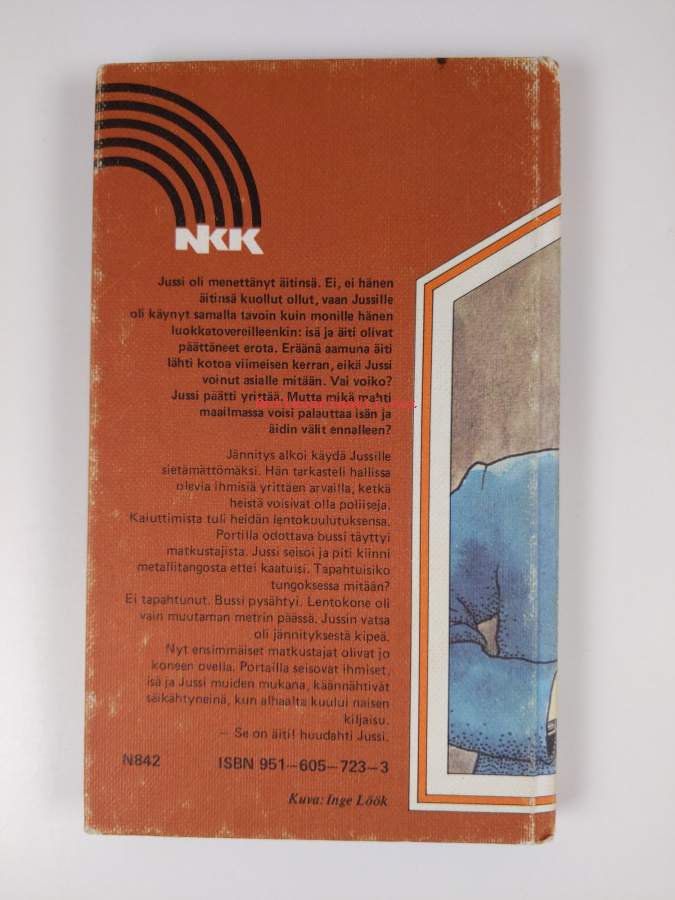 NKK
Jussi oli menettänyt äitinsä. Ei, ei hänen
äitinsä kuollut ollut, vaan Jussille
oli käynyt samalla tavoin kuin monille hänen
luokkatovereilleenkin: isä ja äiti olivat
päättäneet erota. Eräänä aamuna äiti
lähti kotoa viimeisen kerran, eikä Jussi
voinut asialle mitään. Vai voiko?
Jussi päätti yrittää. Mutta mikä mahti
maailmassa voisi palauttaa isän ja
äidin välit ennalleen?
Jännitys alkoi käydä Jussille
sietämättömäksi. Hän tarkasteli hallissa
olevia ihmisiä yrittäen arvailla, ketkä
heistä voisivat olla poliiseja.
Kaiuttimista tuli heidän lentokuulutuksensa.
Portilla odottava bussi täyttyi
matkustajista. Jussi seisoi ja piti kiinni
metallitangosta ettei kaatuisi. Tapahtuisiko
tungoksessa mitään?
Ei tapahtunut. Bussi pysähtyi. Lentokone oli
vain muutaman metrin päässä. Jussin vatsa
oli jännityksestä kipeä.
Nyt ensimmäiset matkustajat olivat jo
koneen ovella. Portailla seisovat ihmiset,
isä ja Jussi muiden mukana, käännähtivät
säikähtyneinä, kun alhaalta kuului naisen
kiljaisu.
— Se on äiti! huudahti Jussi.
N842 ISBN 951—605—723—3
Kuva: Inge Löök